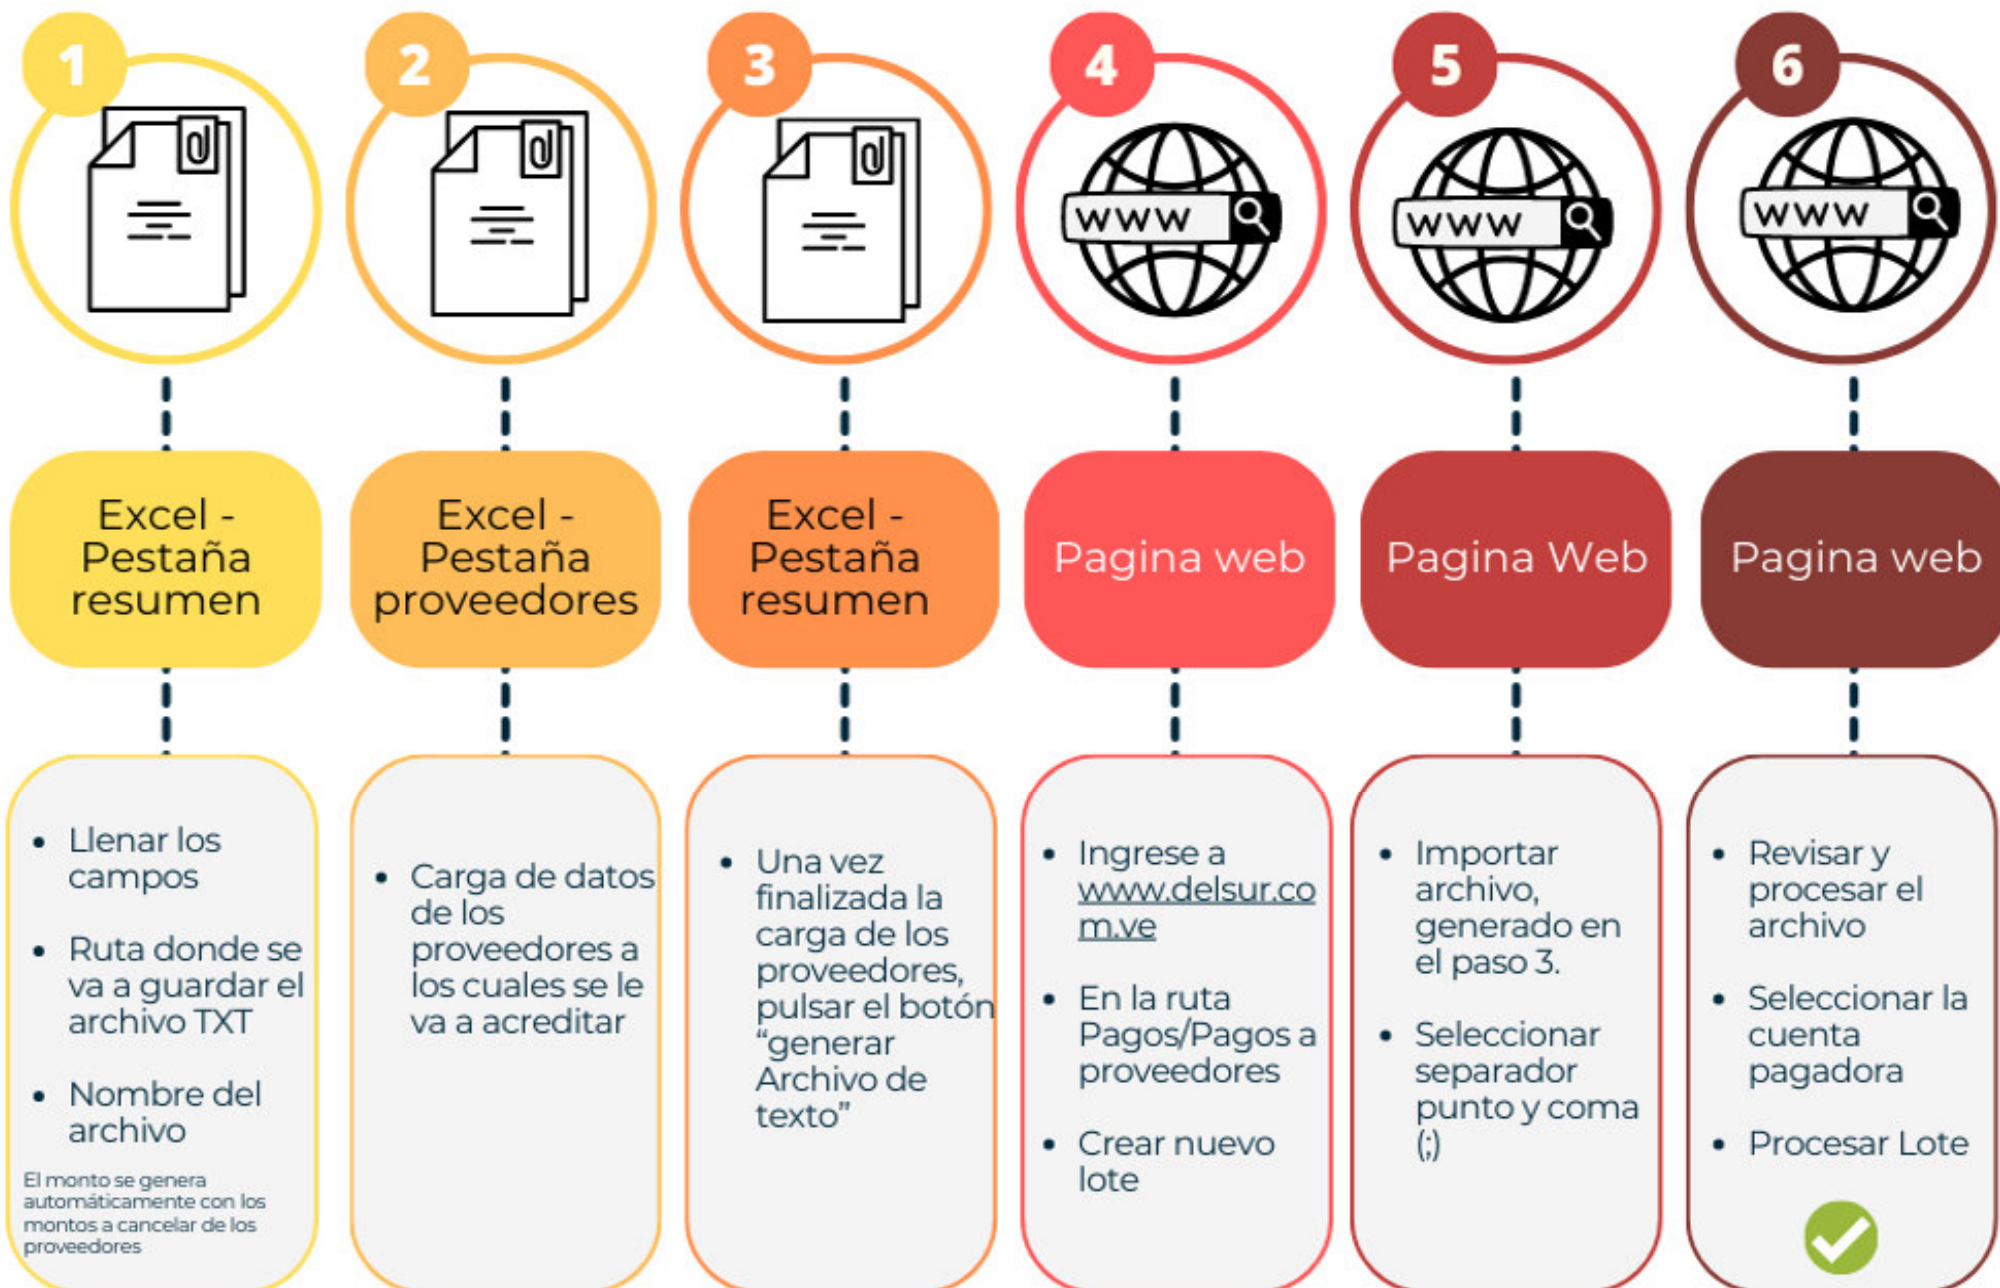 1
2
3
4
5
6
www
www
www
Excel -
Pestaña
resumen
Excel -
Pestaña
proveedores
Excel -
Pestaña
resumen
Pagina web
Pagina Web
Pagina web
• Llenar los
campos
• Ruta donde se
va a guardar el
archivo TXT
• Nombre del
archivo
El monto se genera
automáticamente con los
montos a cancelar de los
proveedores
• Carga de datos
de los
proveedores a
los cuales se le
va a acreditar
• Una vez
finalizada la
carga de los
proveedores,
pulsar el botón
“generar
Archivo de
texto”
• Ingrese a
www.delsur.co
m.ve
• En la ruta
Pagos/Pagos a
proveedores
• Crear nuevo
lote
• Importar
archivo,
generado en
el paso 3.
• Seleccionar
separador
punto y coma
(;)
• Revisar y
procesar el
archivo
• Seleccionar la
cuenta
pagadora
• Procesar Lote